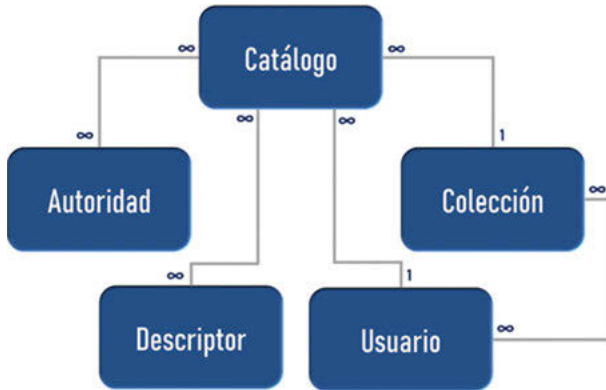 ∞ Catálogo ∞
∞ ∞ ∞ 1
Autoridad Colección ∞
∞ 1
Descriptor Usuario ∞